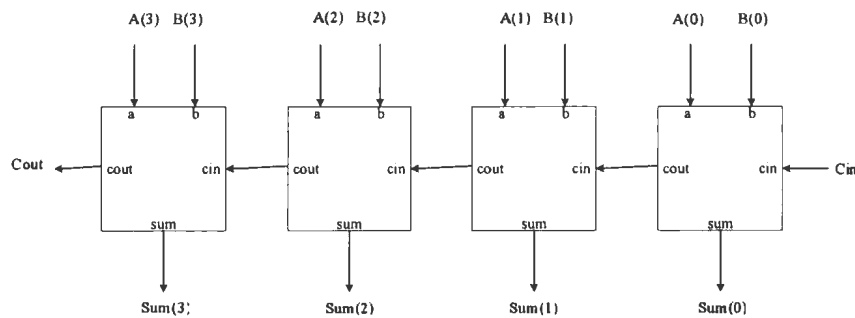 A(3) B(3) A(2) B(2) A(1) B(1) A(0) B(0)
a b a b a b a b
Cout cout cin cout cin cout cin cout cin Cin
sum sum sum sum
Sum(3) Sum(2) Sum(1) Sum(0)